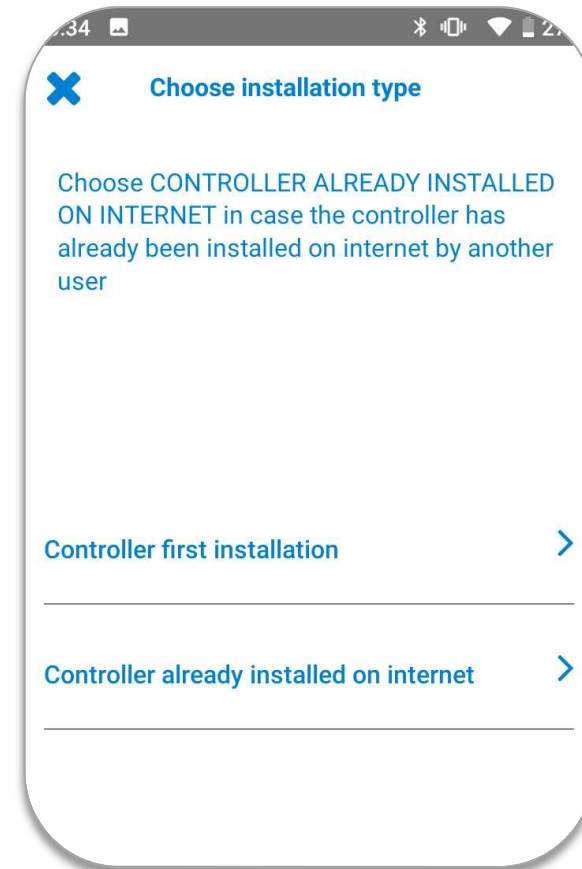 :34
Choose installation type
Choose CONTROLLER ALREADY INSTALLED
ON INTERNET in case the controller has
already been installed on internet by another
user
Controller first installation
Controller already installed on internet